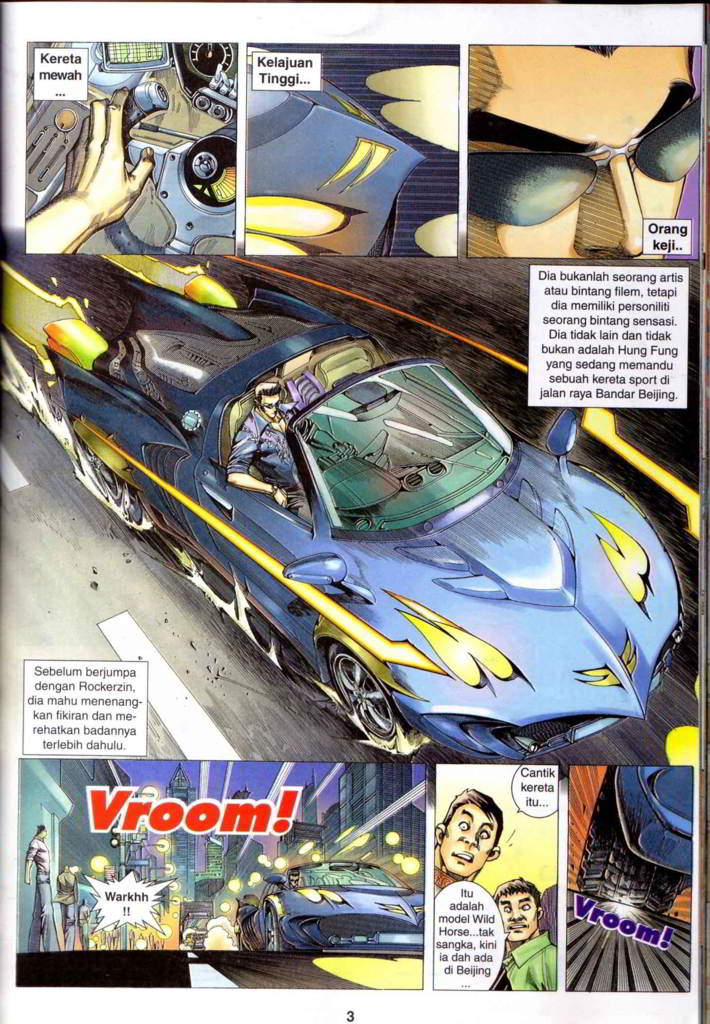 Kereta
mewah
...
Kelajuan
Tinggi...
Orang
keji..
Dia bukanlah seorang artis
atau bintang filem, tetapi
dia memiliki personiliti
seorang bintang sensasi.
Dia tidak lain dan tidak
bukan adalah Hung Fung
yang sedang memandu
sebuah kereta sport di
jalan raya Bandar Beijing.
Sebelum berjumpa
dengan Rockerzin,
dia mahu menenang-
kan fikiran dan me-
rehatkan badannya
terlebih dahulu.
Vroom!
Warkhh
!!
Cantik
kereta
itu...
Itu
adalah
model Wild
Horse...tak
sangka, kini
ia dah ada
di Beijing
...
Vroom!
3